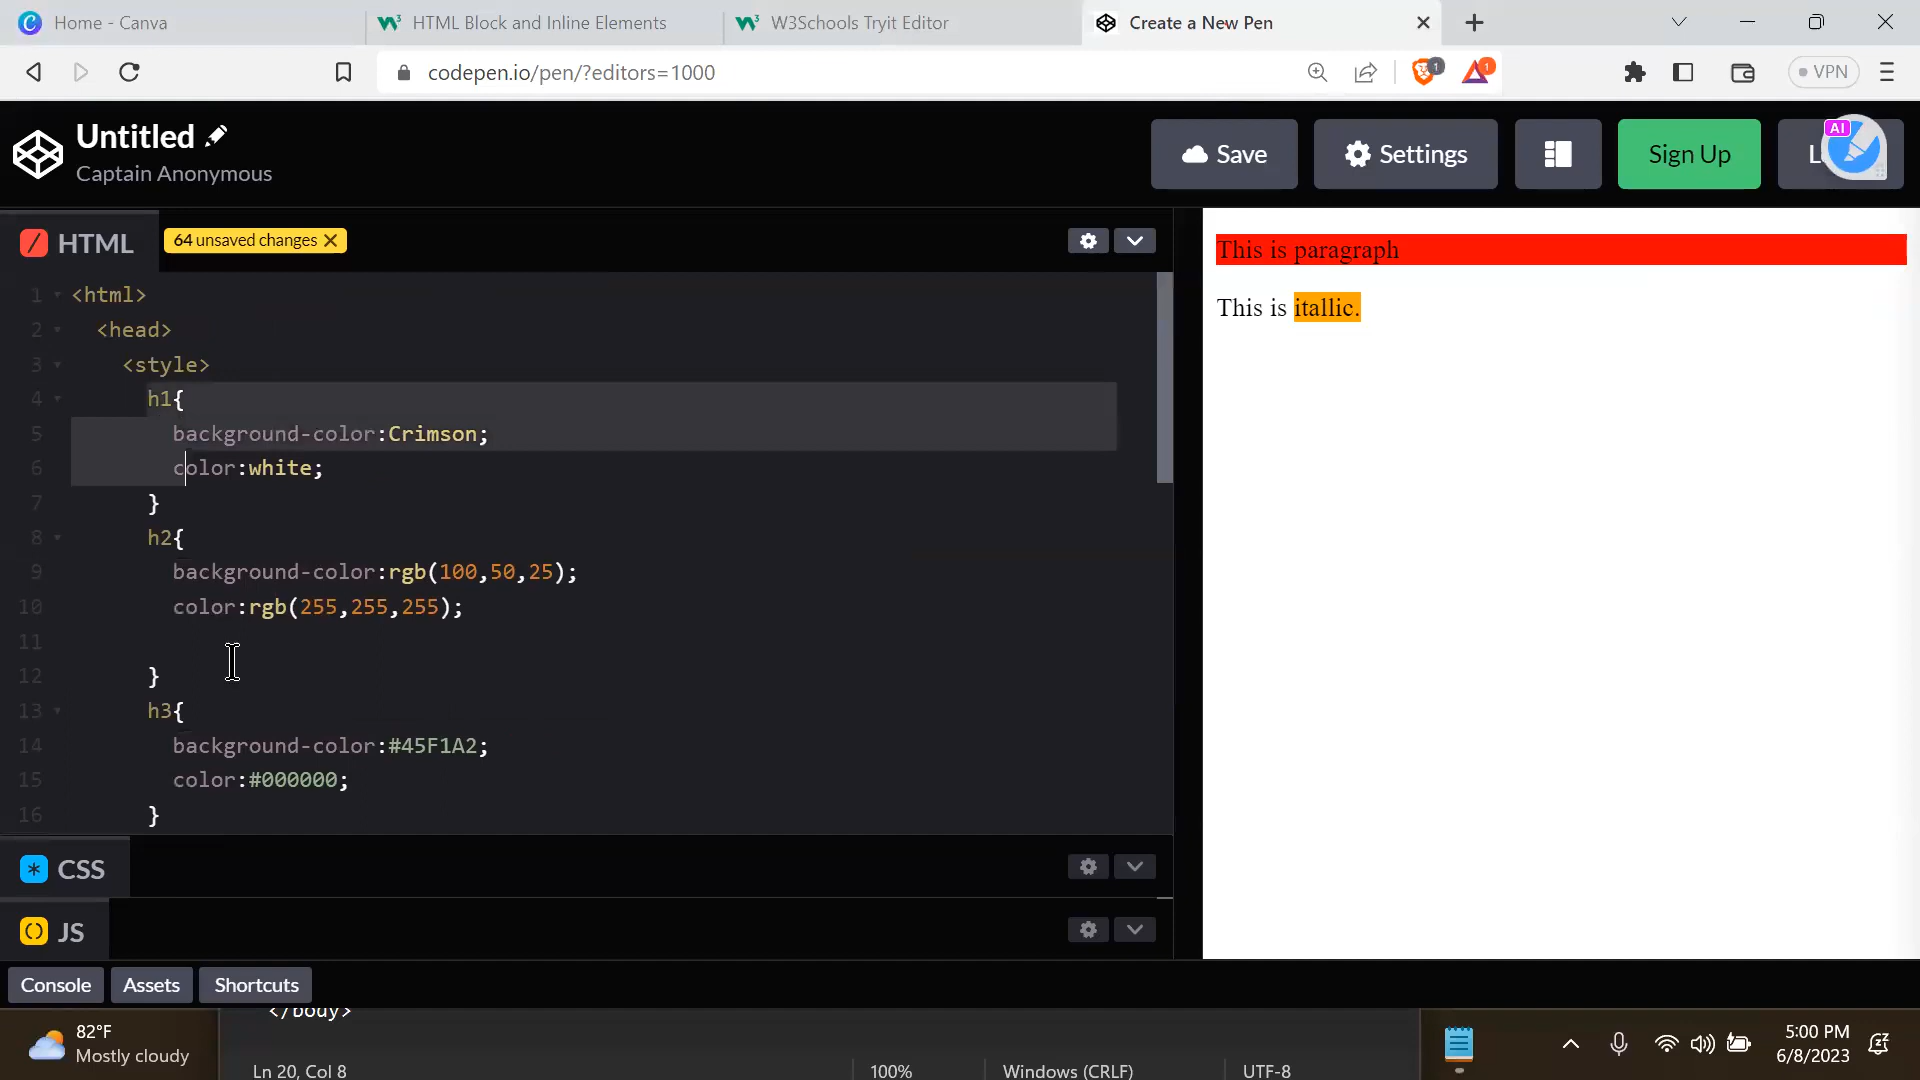 Home - Canva
HTML Block and Inline Elements
W3Schools Tryit Editor
Create a New Pen
codepen.io/pen/?editors=1000
1
1
VPN
Untitled
Captain Anonymous
Save
Settings
Sign Up
L
AI
HTML
64 unsaved changes X
1 <html>
2 <head>
3 <style>
4 h1{
5 background-color:Crimson;
6 color:white;
7 }
8 h2{
9 background-color:rgb(100,50,25);
10 color:rgb(255,255,255);
11
12 }
13 h3{
14 background-color:#45F1A2;
15 color:#000000;
16 }
This is paragraph
This is itallic.
CSS
JS
Console Assets Shortcuts
</body>
82°F
Mostly cloudy
Ln 20, Col 8
100%
Windows (CRLF)
UTF-8
5:00 PM
6/8/2023